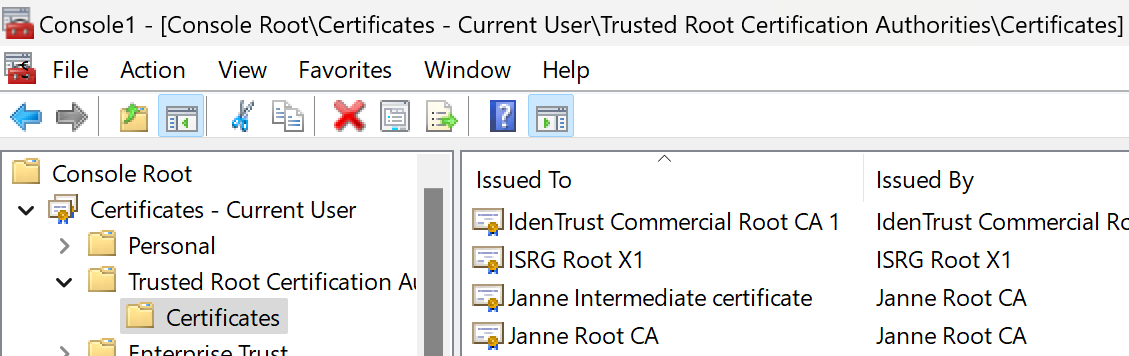 Console1 - [Console Root\Certificates - Current User\Trusted Root Certification Authorities\Certificates]
File Action View Favorites Window Help
Console Root
Certificates - Current User
Personal
Trusted Root Certification Au
Certificates
Enterprise Trust
Issued To Issued By
IdenTrust Commercial Root CA 1 IdenTrust Commercial Ro
ISRG Root X1 ISRG Root X1
Janne Intermediate certificate Janne Root CA
Janne Root CA Janne Root CA